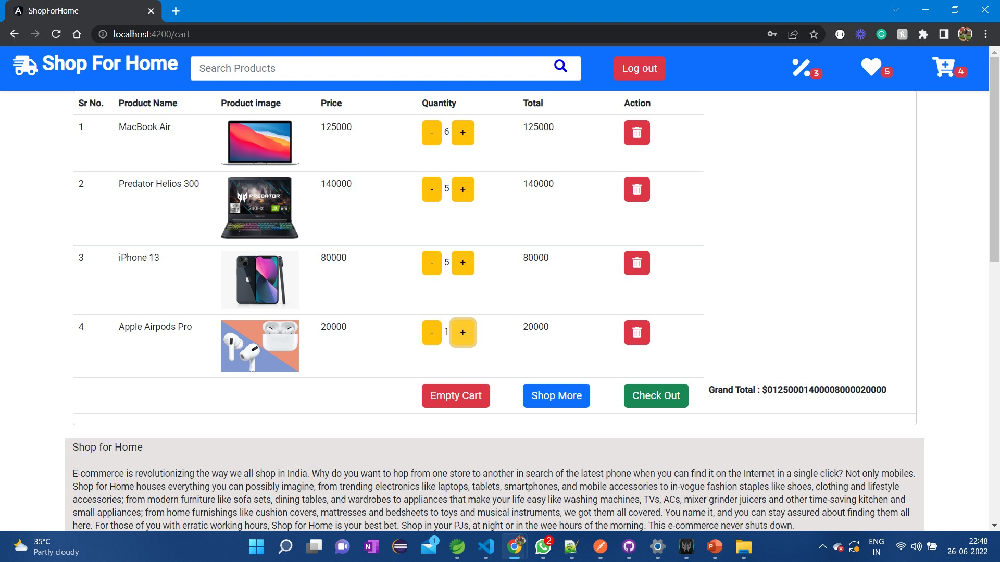 ShopForHome
localhost:4200/cart
Shop For Home
Search Products
Log out
3
5
4
Sr No. Product Name Product image Price Quantity Total Action
1 MacBook Air 125000 - 6 + 125000
2 Predator Helios 300 140000 - 5 + 140000
PREDATOR
240Hz
RTX
3 iPhone 13 80000 - 5 + 80000
4 Apple Airpods Pro 20000 - 1 + 20000
Empty Cart Shop More Check Out Grand Total : $01250001400008000020000
Shop for Home
E-commerce is revolutionizing the way we all shop in India. Why do you want to hop from one store to another in search of the latest phone when you can find it on the Internet in a single click? Not only mobiles.
Shop for Home houses everything you can possibly imagine, from trending electronics like laptops, tablets, smartphones, and mobile accessories to in-vogue fashion staples like shoes, clothing and lifestyle
accessories; from modern furniture like sofa sets, dining tables, and wardrobes to appliances that make your life easy like washing machines, TVs, ACs, mixer grinder juicers and other time-saving kitchen and
small appliances; from home furnishings like cushion covers, mattresses and bedsheets to toys and musical instruments, we got them all covered. You name it, and you can stay assured about finding them all
here. For those of you with erratic working hours, Shop for Home is your best bet. Shop in your PJs, at night or in the wee hours of the morning. This e-commerce never shuts down.
35°C
Partly cloudy
1
2
ENG
IN
22:48
26-06-2022